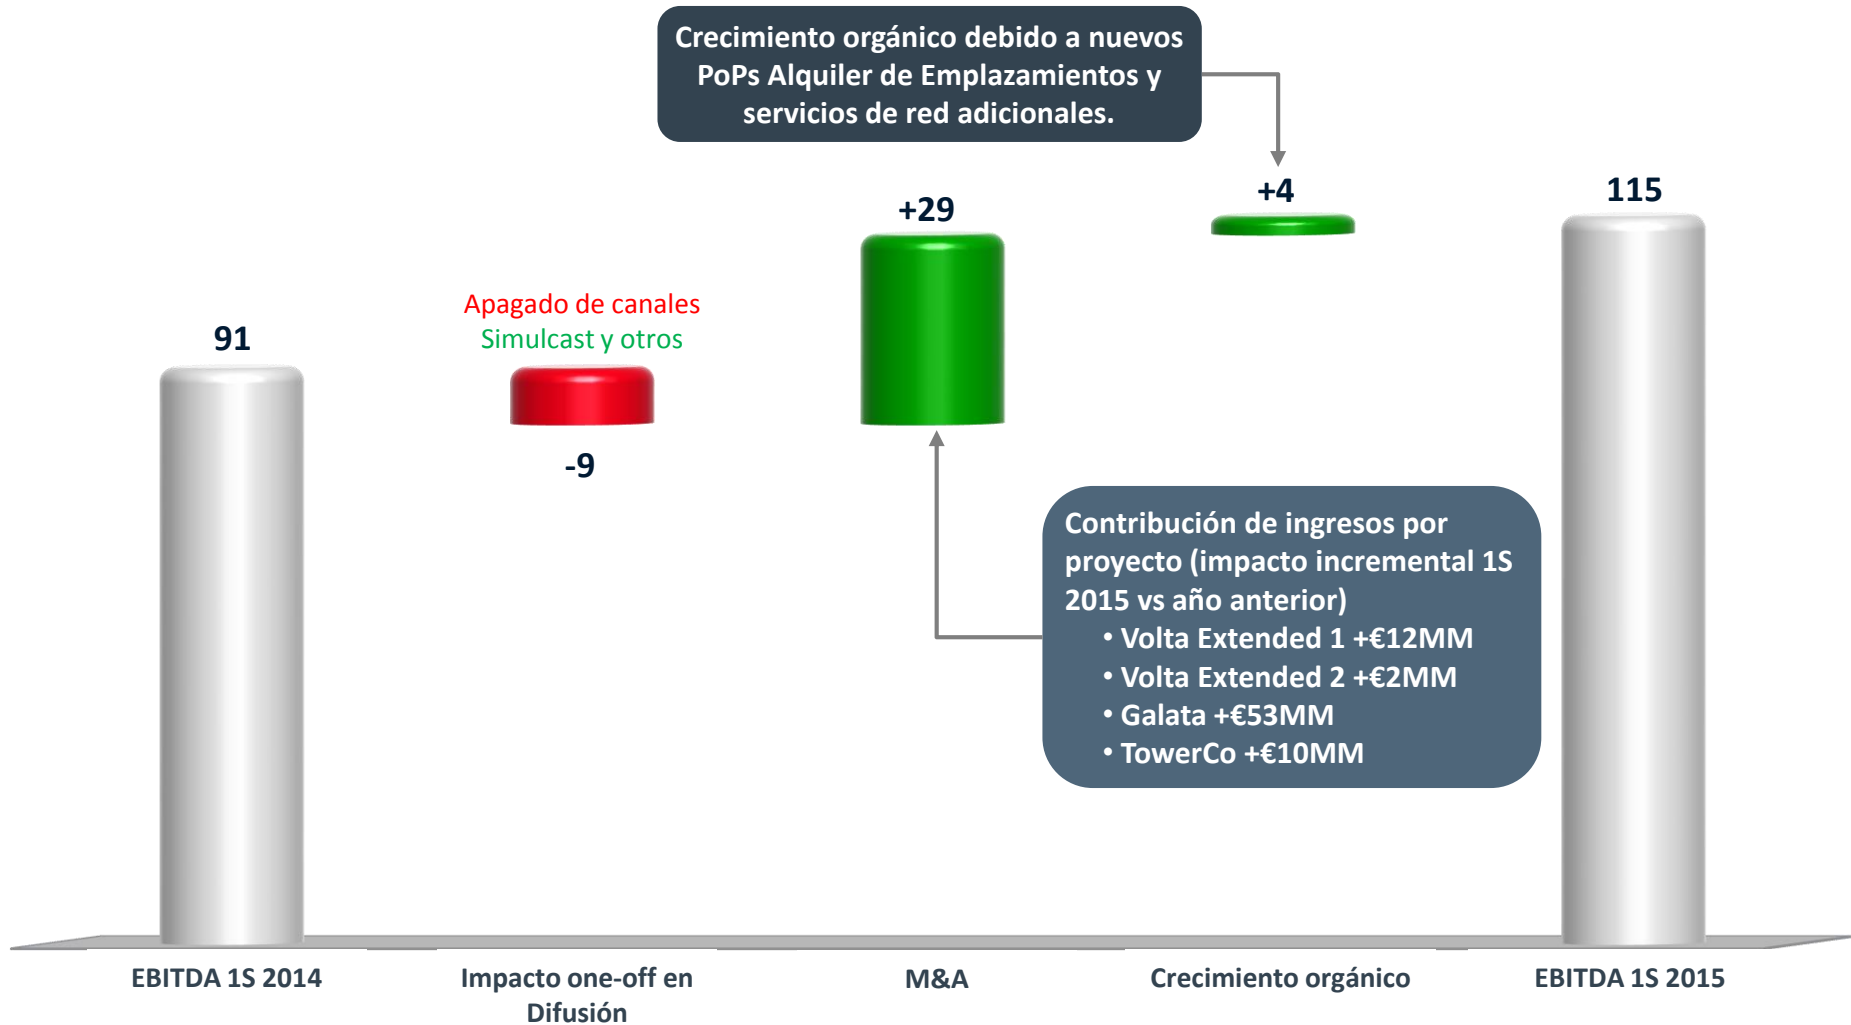 Crecimiento orgánico debido a nuevos
PoPs Alquiler de Emplazamientos y
servicios de red adicionales.
+4
115
+29
Apagado de canales
Simulcast y otros
91
-9
Contribución de ingresos por
proyecto (impacto incremental 1S
2015 vs año anterior)
• Volta Extended 1 +€12MM
• Volta Extended 2 +€2MM
• Galata +€53MM
• TowerCo +€10MM
EBITDA 1S 2014
Impacto one-off en
Difusión
M&A
Crecimiento orgánico
EBITDA 1S 2015